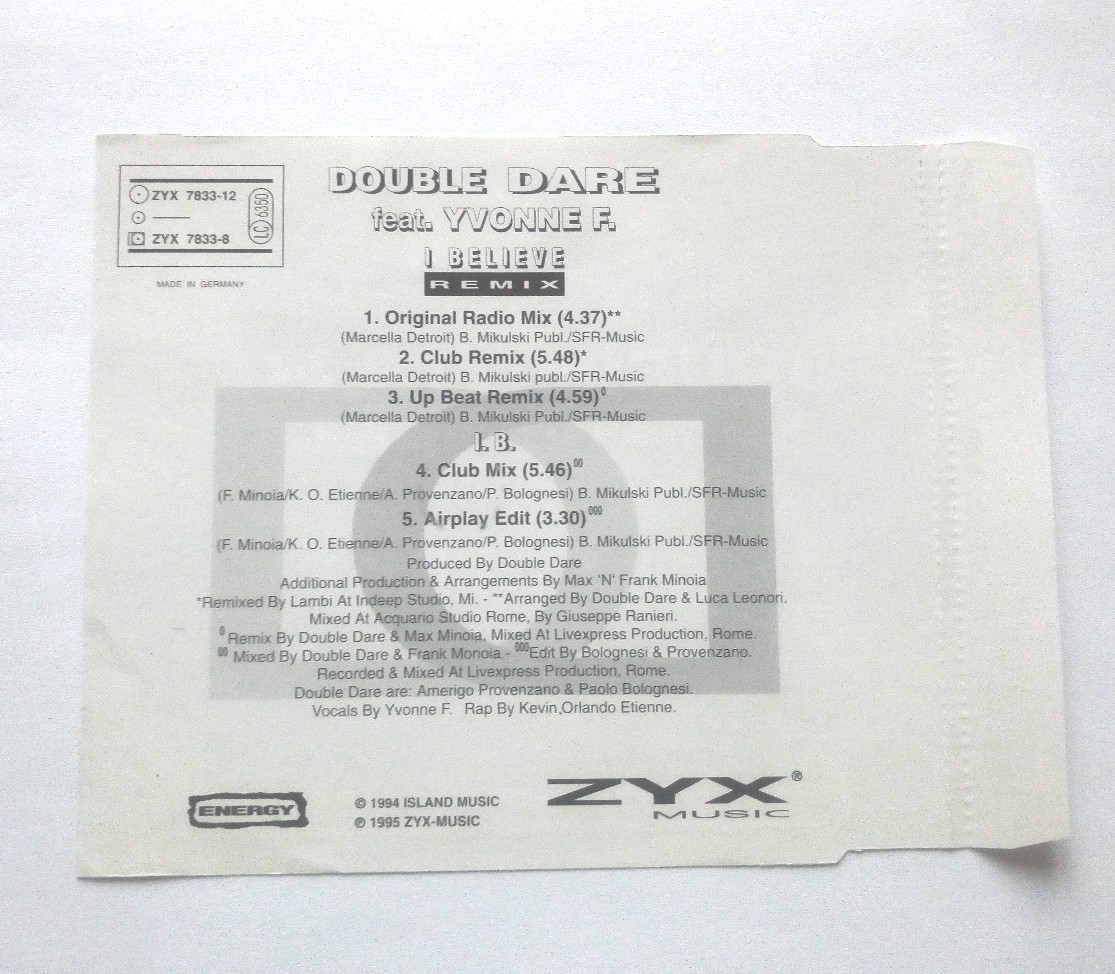 ZYX 7833-12
ZYX 7833-8
LC 6350
MADE IN GERMANY
DOUBLE DARE
feat. YVONNE F.
I BELIEVE
REMIX
1. Original Radio Mix (4.37)**
(Marcella Detroit) B. Mikulski Publ./SFR-Music
2. Club Remix (5.48)*
(Marcella Detroit) B. Mikulski publ./SFR-Music
3. Up Beat Remix (4.59)⁰
(Marcella Detroit) B. Mikulski Publ./SFR-Music
I. B.
4. Club Mix (5.46)⁰⁰
(F. Minoia/K. O. Etienne/A. Provenzano/P. Bolognesi) B. Mikulski Publ./SFR-Music
5. Airplay Edit (3.30)⁰⁰⁰
(F. Minoia/K. O. Etienne/A. Provenzano/P. Bolognesi) B. Mikulski Publ./SFR-Music
Produced By Double Dare
Additional Production & Arrangements By Max 'N' Frank Minoia
*Remixed By Lambi At Indeep Studio, Mi. - **Arranged By Double Dare & Luca Leonori.
Mixed At Acquario Studio Rome, By Giuseppe Ranieri.
⁰Remix By Double Dare & Max Minoia, Mixed At Livexpress Production, Rome.
⁰⁰ Mixed By Double Dare & Frank Monoia - ⁰⁰⁰Edit By Bolognesi & Provenzano.
Recorded & Mixed At Livexpress Production, Rome.
Double Dare are: Amerigo Provenzano & Paolo Bolognesi.
Vocals By Yvonne F. Rap By Kevin,Orlando Etienne.
ENERGY
© 1994 ISLAND MUSIC
℗ 1995 ZYX-MUSIC
ZYX®
MUSIC